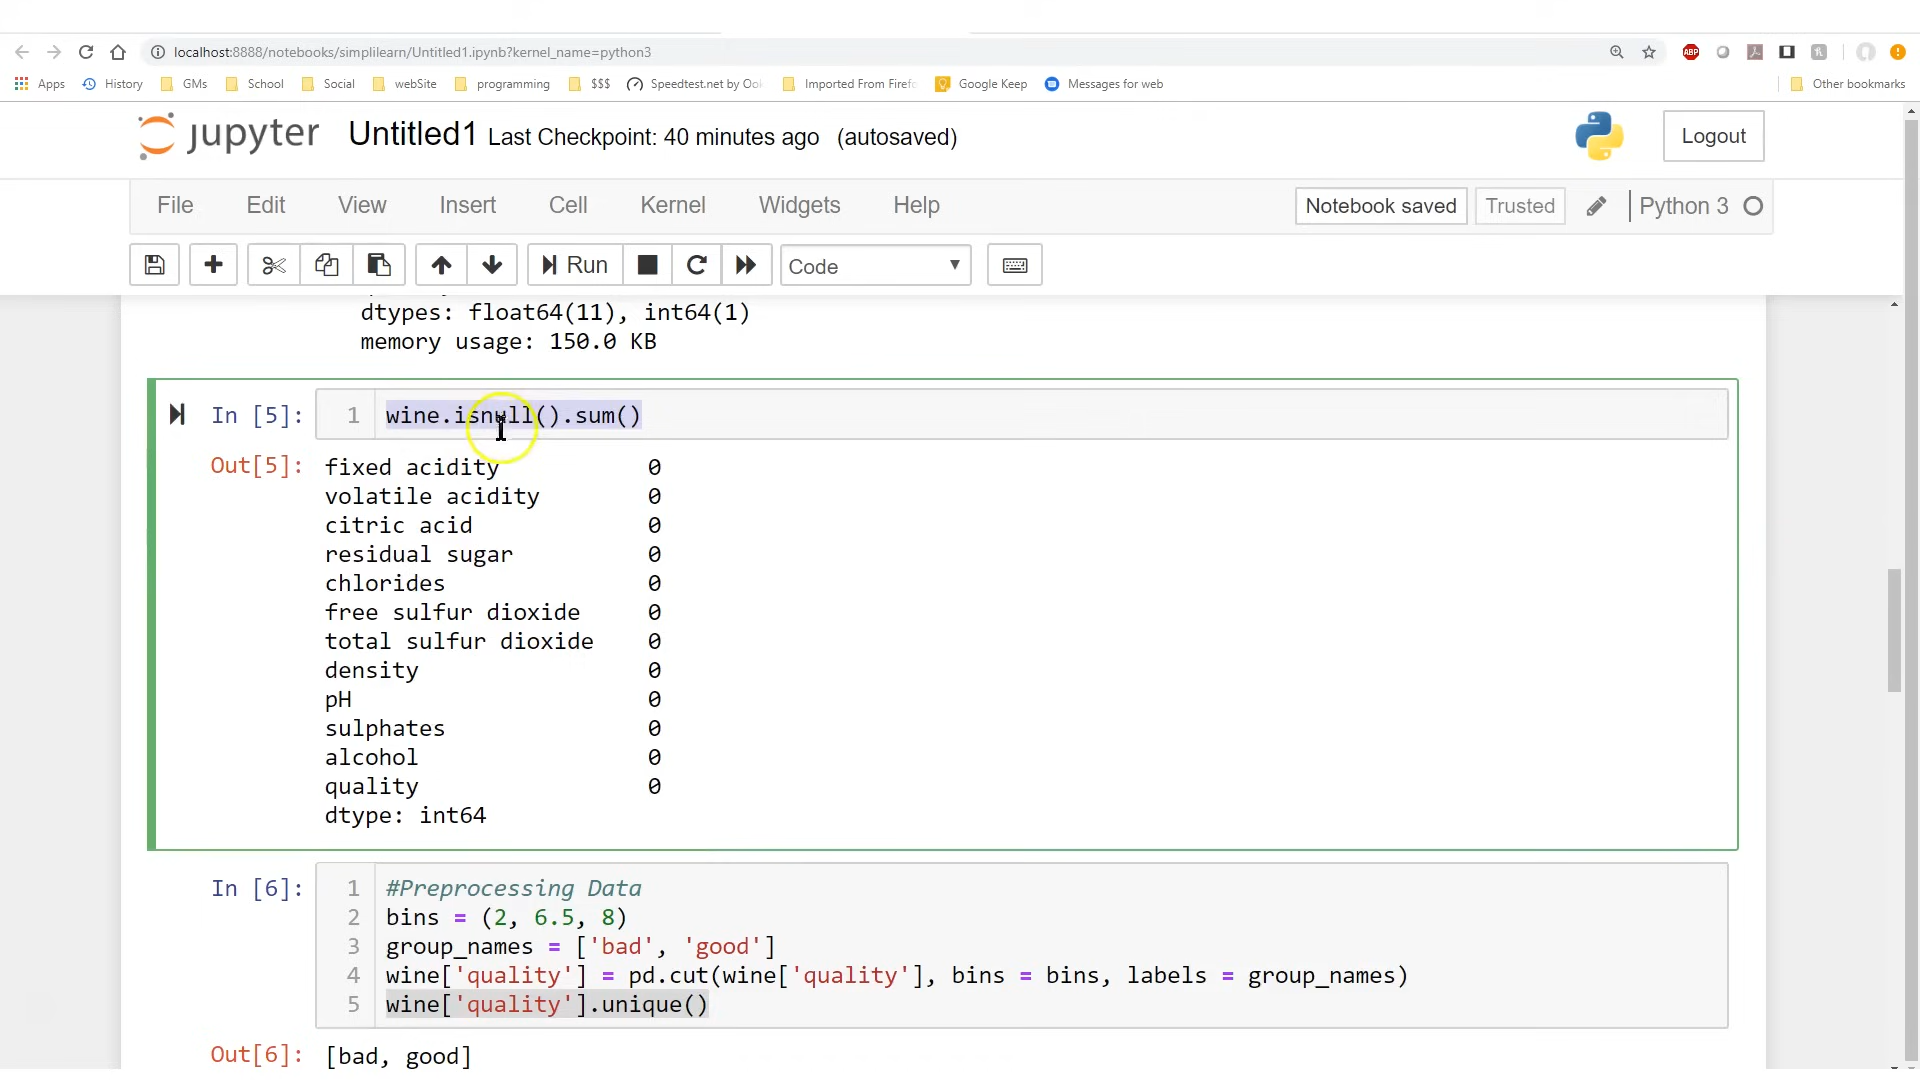 localhost:8888/notebooks/simplilearn/Untitled1.ipynb?kernel_name=python3
ABP
Apps History GMs School Social webSite programming $$$ Speedtest.net by Ook Imported From Firefo Google Keep Messages for web Other bookmarks
jupyter Untitled1 Last Checkpoint: 40 minutes ago (autosaved) Logout
File Edit View Insert Cell Kernel Widgets Help Notebook saved Trusted Python 3
Run Code
dtypes: float64(11), int64(1)
memory usage: 150.0 KB
In [5]: 1 wine.isnull().sum()
Out[5]: fixed acidity 0
volatile acidity 0
citric acid 0
residual sugar 0
chlorides 0
free sulfur dioxide 0
total sulfur dioxide 0
density 0
pH 0
sulphates 0
alcohol 0
quality 0
dtype: int64
In [6]: 1 #Preprocessing Data
2 bins = (2, 6.5, 8)
3 group_names = ['bad', 'good']
4 wine['quality'] = pd.cut(wine['quality'], bins = bins, labels = group_names)
5 wine['quality'].unique()
Out[6]: [bad, good]